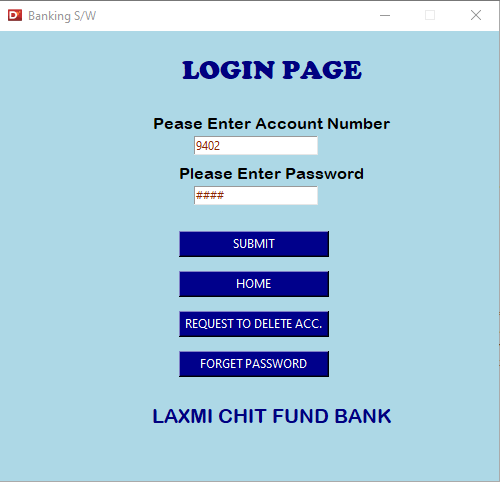 Banking S/W
LOGIN PAGE
Pease Enter Account Number
9402
Please Enter Password
####
SUBMIT
HOME
REQUEST TO DELETE ACC.
FORGET PASSWORD
LAXMI CHIT FUND BANK